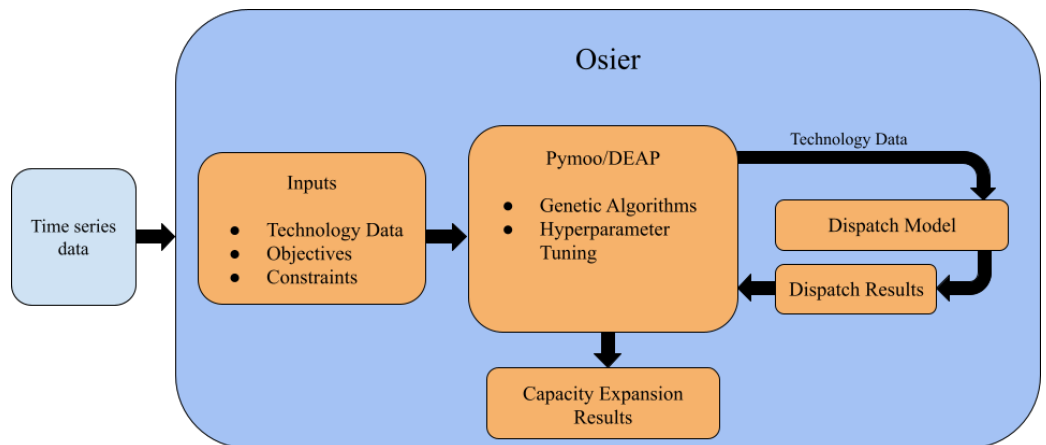 Osier
Time series
data
Inputs
● Technology Data
● Objectives
● Constraints
Pymoo/DEAP
● Genetic Algorithms
● Hyperparameter
Tuning
Technology Data
Dispatch Model
Dispatch Results
Capacity Expansion
Results